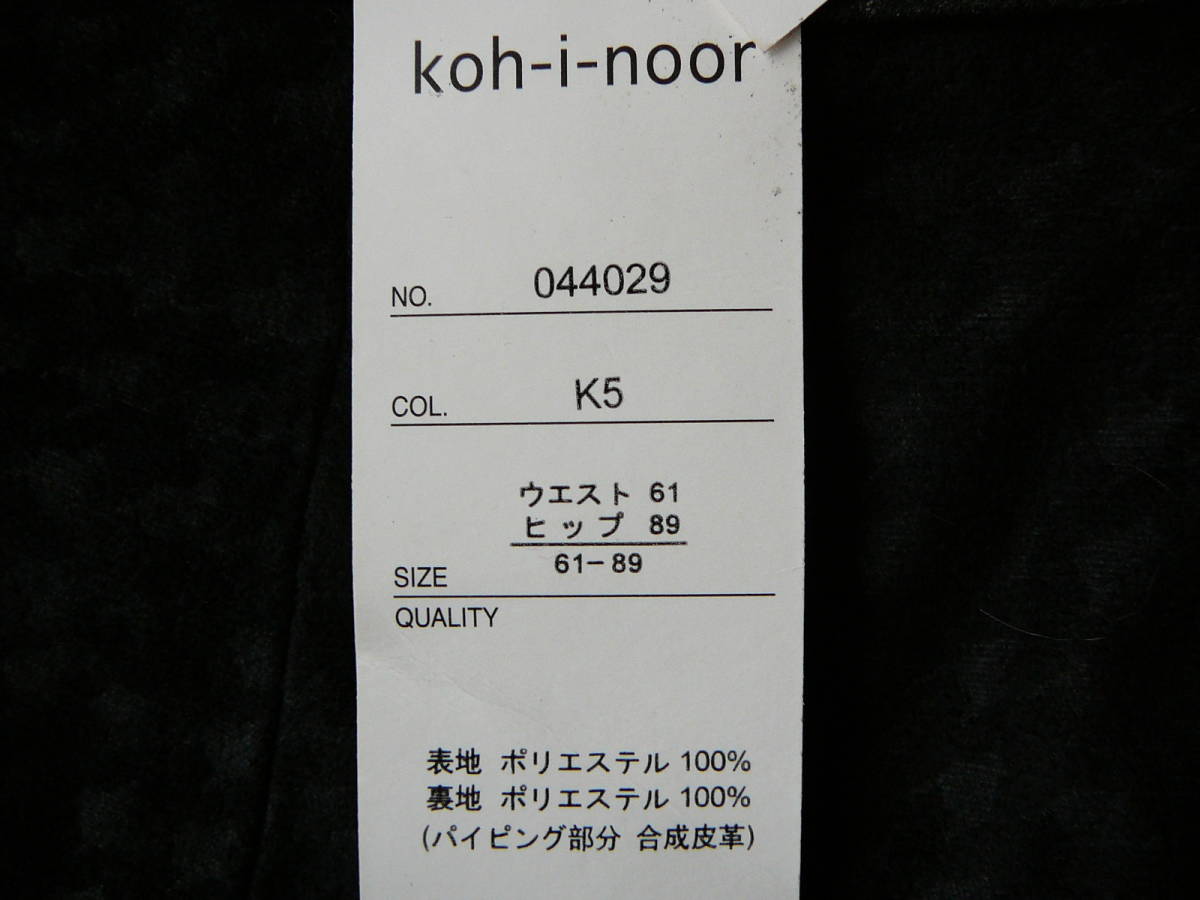 koh-i-noor
NO. 044029
COL. K5
ウエスト 61
ヒップ 89
SIZE 61-89
QUALITY
表地 ポリエステル 100%
裏地 ポリエステル 100%
(パイピング部分 合成皮革)